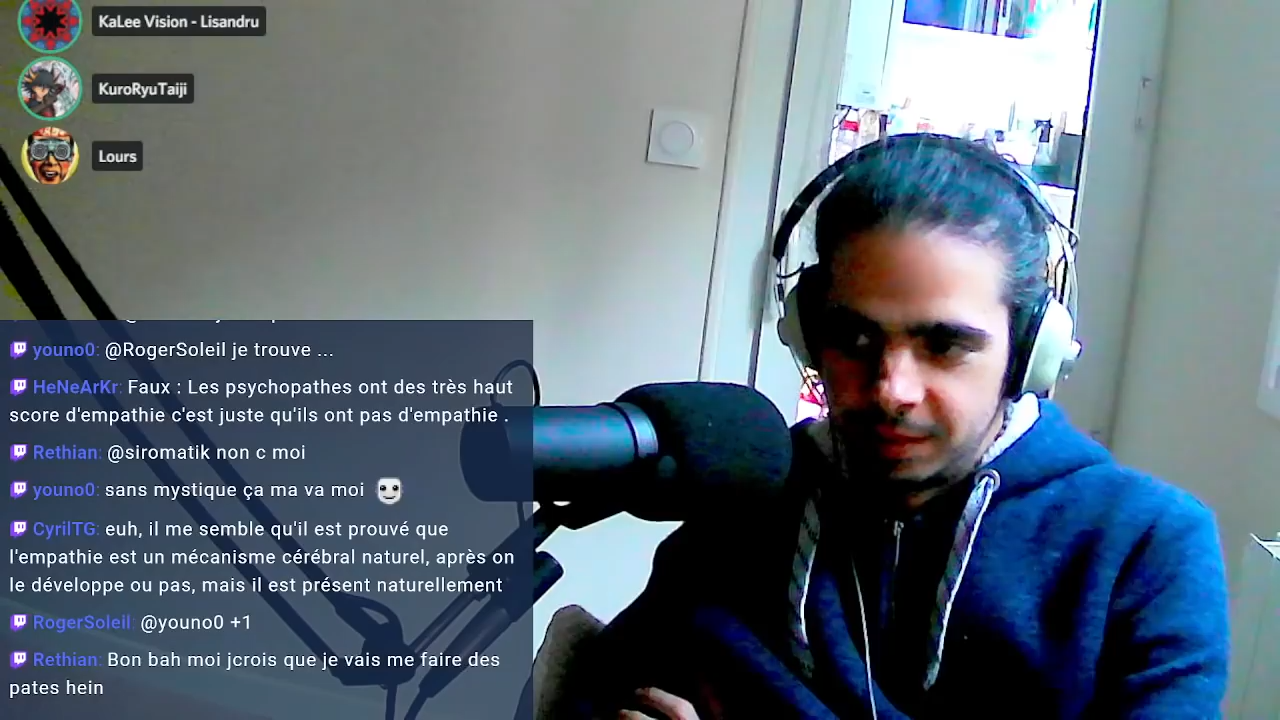 KaLee Vision - Lisandru
KuroRyuTaiji
Lours
youno0: @RogerSoleil je trouve ...
HeNeArKr: Faux : Les psychopathes ont des très haut
score d'empathie c'est juste qu'ils ont pas d'empathie .
Rethian: @siromatik non c moi
youno0: sans mystique ça ma va moi
CyrilTG: euh, il me semble qu'il est prouvé que
l'empathie est un mécanisme cérébral naturel, après on
le développe ou pas, mais il est présent naturellement
RogerSoleil: @youno0 +1
Rethian: Bon bah moi jcrois que je vais me faire des
pates hein